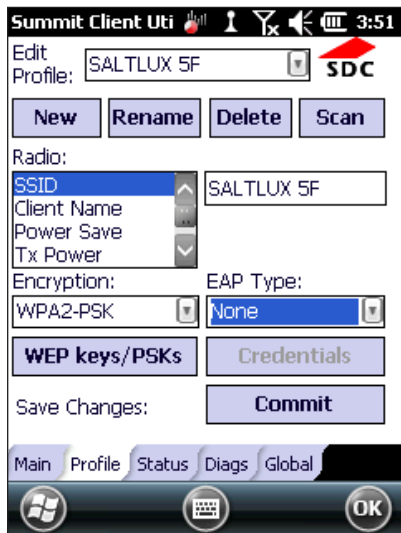 Summit Client Uti 3:51
Edit
Profile: SALTLUX 5F SDC
New Rename Delete Scan
Radio:
SSID SALTLUX 5F
Client Name
Power Save
Tx Power
Encryption: EAP Type:
WPA2-PSK None
WEP keys/PSKs Credentials
Save Changes: Commit
Main Profile Status Diags Global
OK